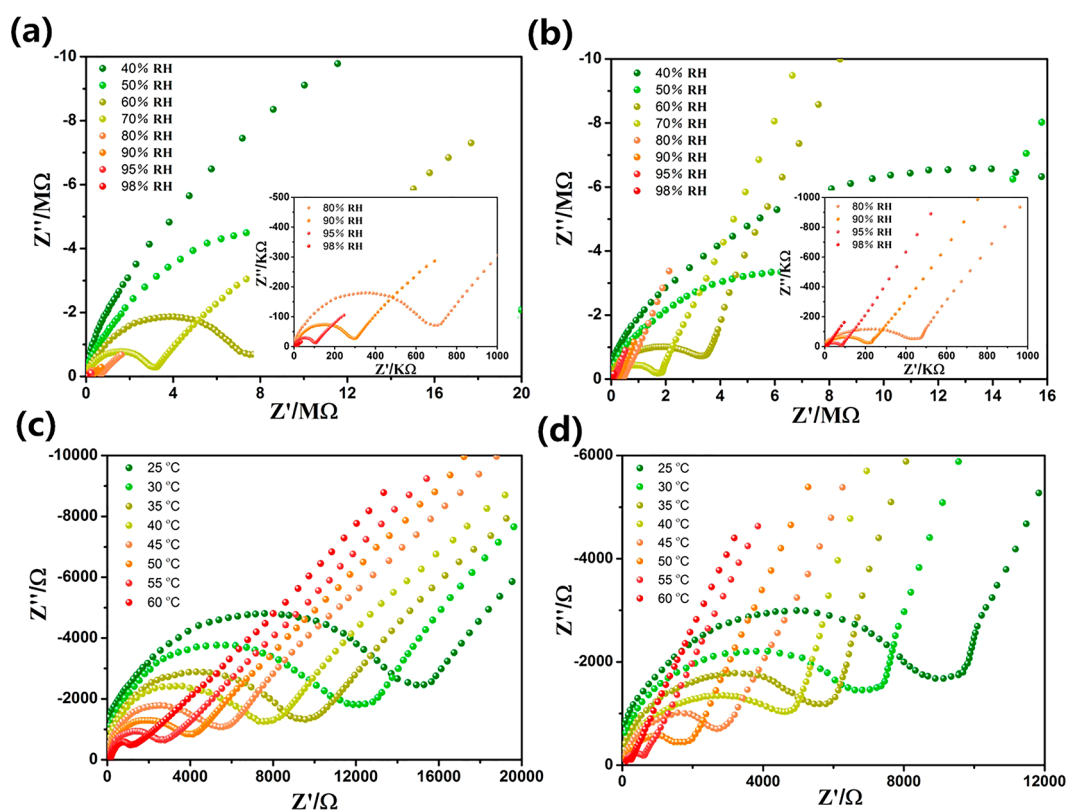 (a)
-10
-8
-6
-4
-2
0
Z''/MΩ
40% RH
50% RH
60% RH
70% RH
80% RH
90% RH
95% RH
98% RH
-500
-400
-300
-200
-100
0
Z''/KΩ
80% RH
90% RH
95% RH
98% RH
0 200 400 600 800 1000
Z'/KΩ
0 4 8 12 16 20
Z'/MΩ
(b)
-10
-8
-6
-4
-2
0
Z''/MΩ
40% RH
50% RH
60% RH
70% RH
80% RH
90% RH
95% RH
98% RH
-1000
-800
-600
-400
-200
0
Z''/KΩ
80% RH
90% RH
95% RH
98% RH
0 200 400 600 800 1000
Z'/KΩ
0 2 4 6 8 10 12 14 16
Z'/MΩ
(c)
-10000
-8000
-6000
-4000
-2000
0
Z''/Ω
25 °C
30 °C
35 °C
40 °C
45 °C
50 °C
55 °C
60 °C
0 4000 8000 12000 16000 20000
Z'/Ω
(d)
-6000
-4000
-2000
0
Z''/Ω
25 °C
30 °C
35 °C
40 °C
45 °C
50 °C
55 °C
60 °C
0 4000 8000 12000
Z'/Ω